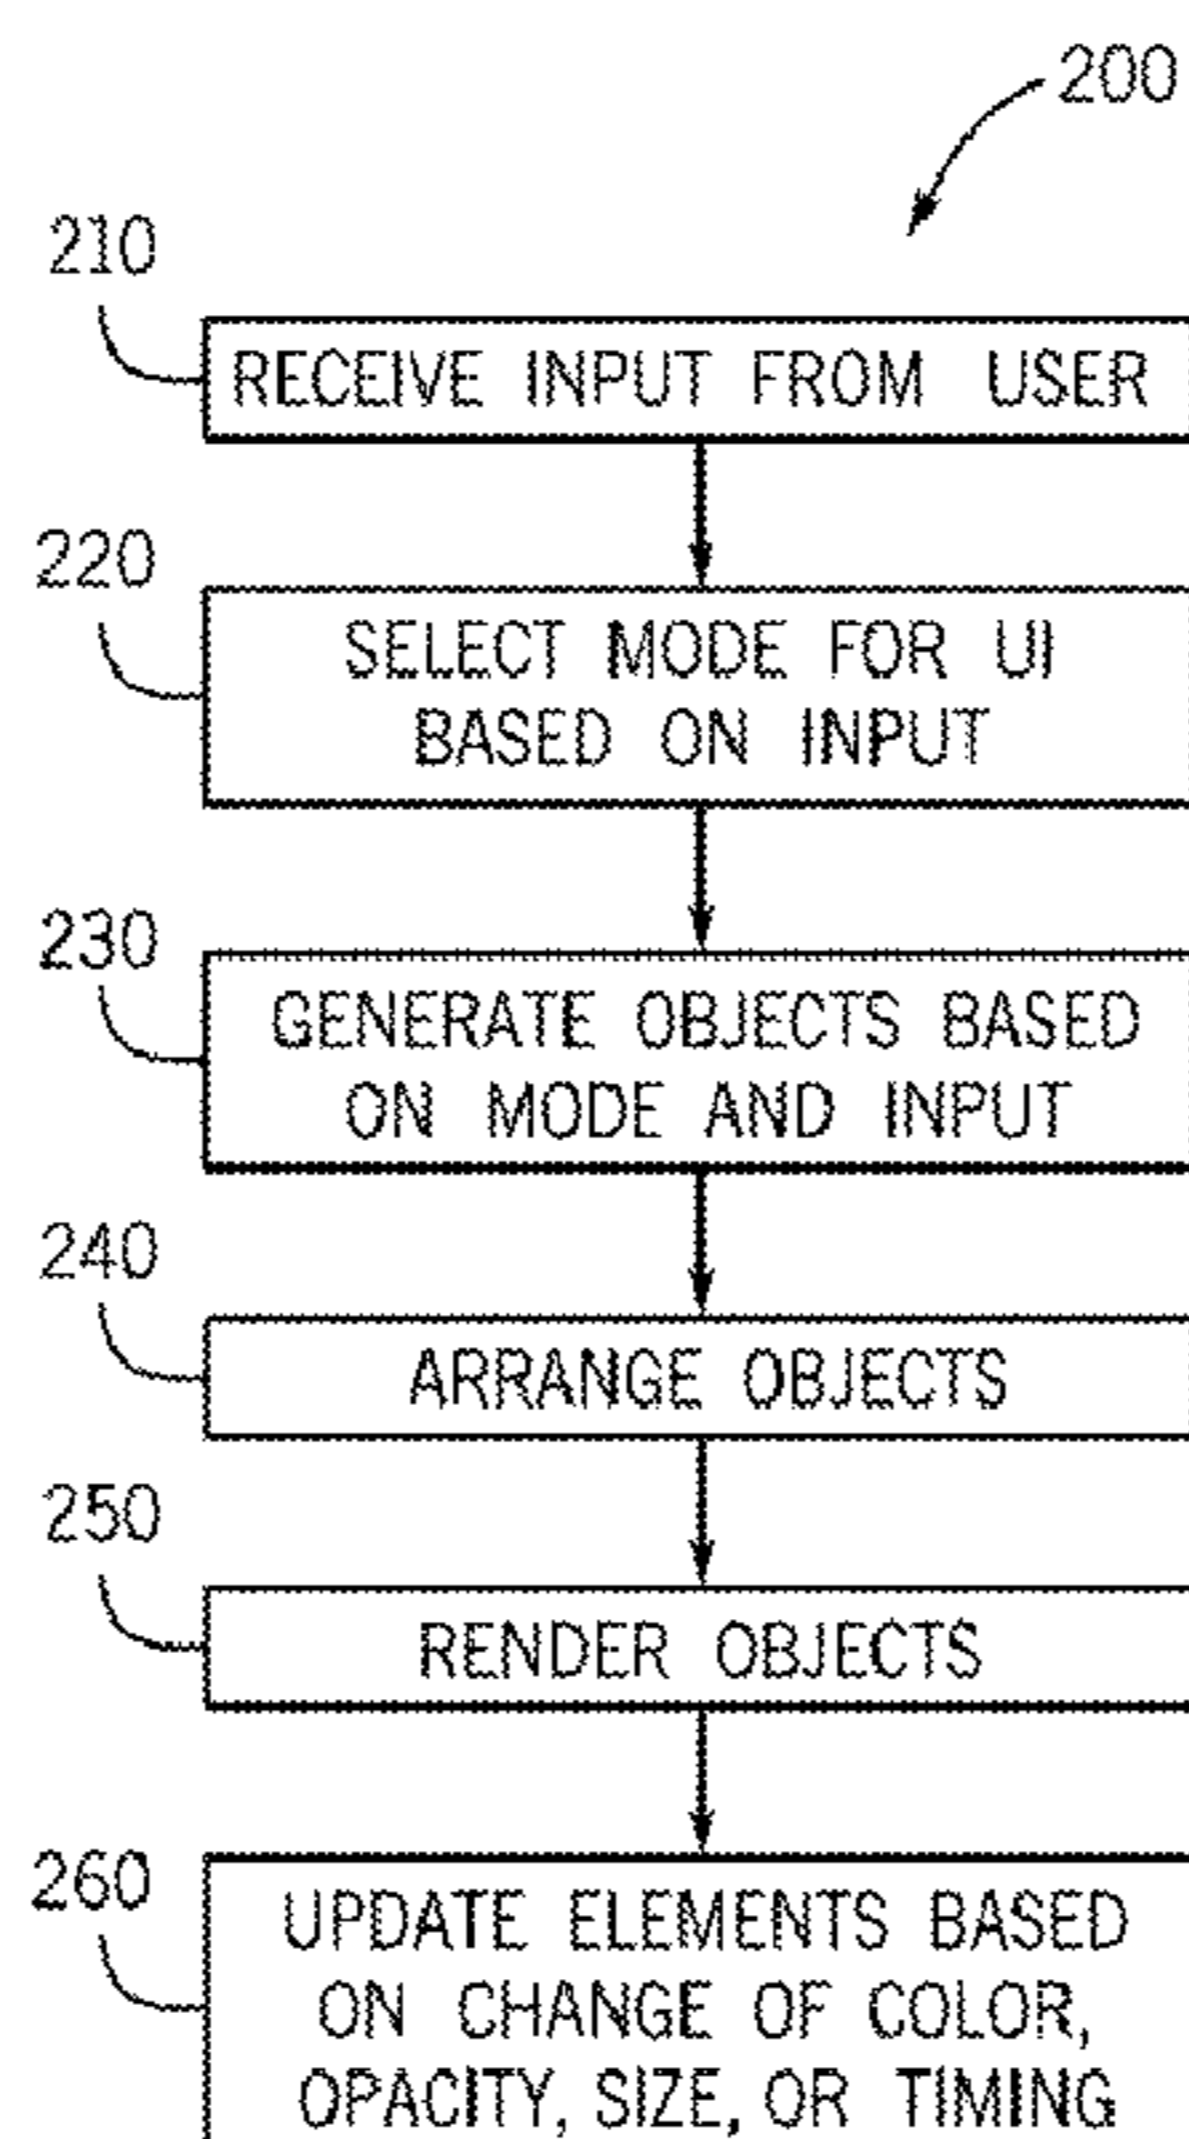 200
210
RECEIVE INPUT FROM USER
220
SELECT MODE FOR UI
BASED ON INPUT
230
GENERATE OBJECTS BASED
ON MODE AND INPUT
240
ARRANGE OBJECTS
250
RENDER OBJECTS
260
UPDATE ELEMENTS BASED
ON CHANGE OF COLOR,
OPACITY, SIZE, OR TIMING